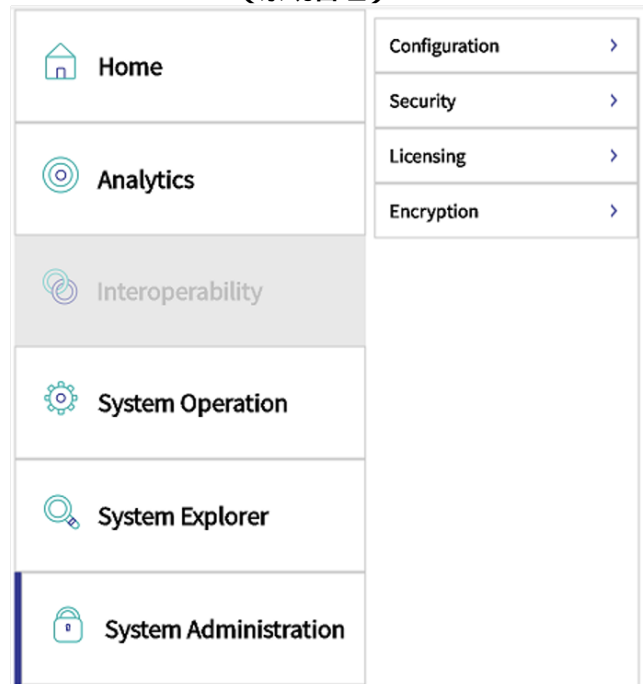 Home
Analytics
Interoperability
System Operation
System Explorer
System Administration
Configuration
Security
Licensing
Encryption